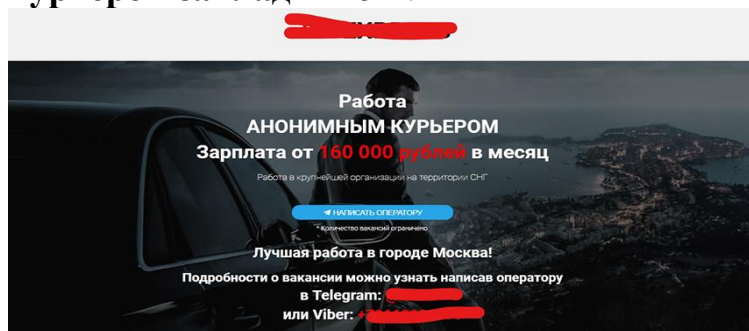 Работа
АНОНИМНЫМ КУРЬЕРОМ
Зарплата от 160 000 рублей в месяц
Работа в крупнейшей организации на территории СНГ
НАПИСАТЬ ОПЕРАТОРУ
* Количество вакансий ограничено
Лучшая работа в городе Москва!
Подробности о вакансии можно узнать написав оператору
в Telegram:
или Viber: